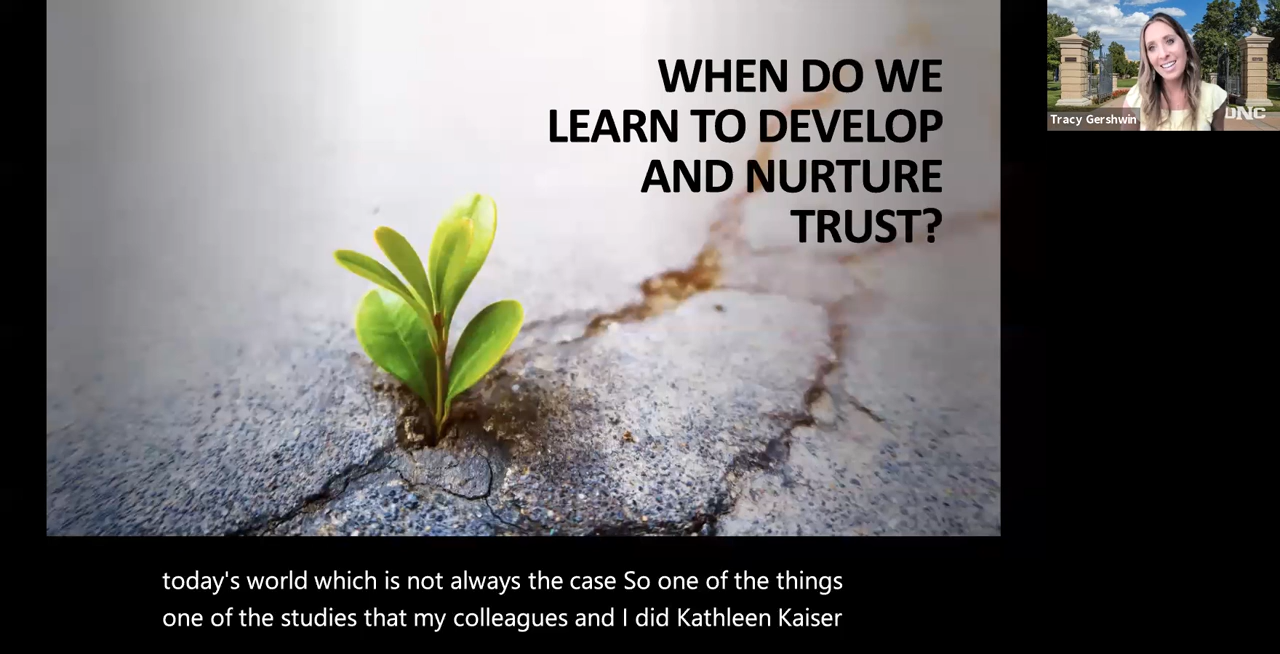 WHEN DO WE
LEARN TO DEVELOP
AND NURTURE
TRUST?
Tracy Gershwin
UNC
today's world which is not always the case So one of the things
one of the studies that my colleagues and I did Kathleen Kaiser